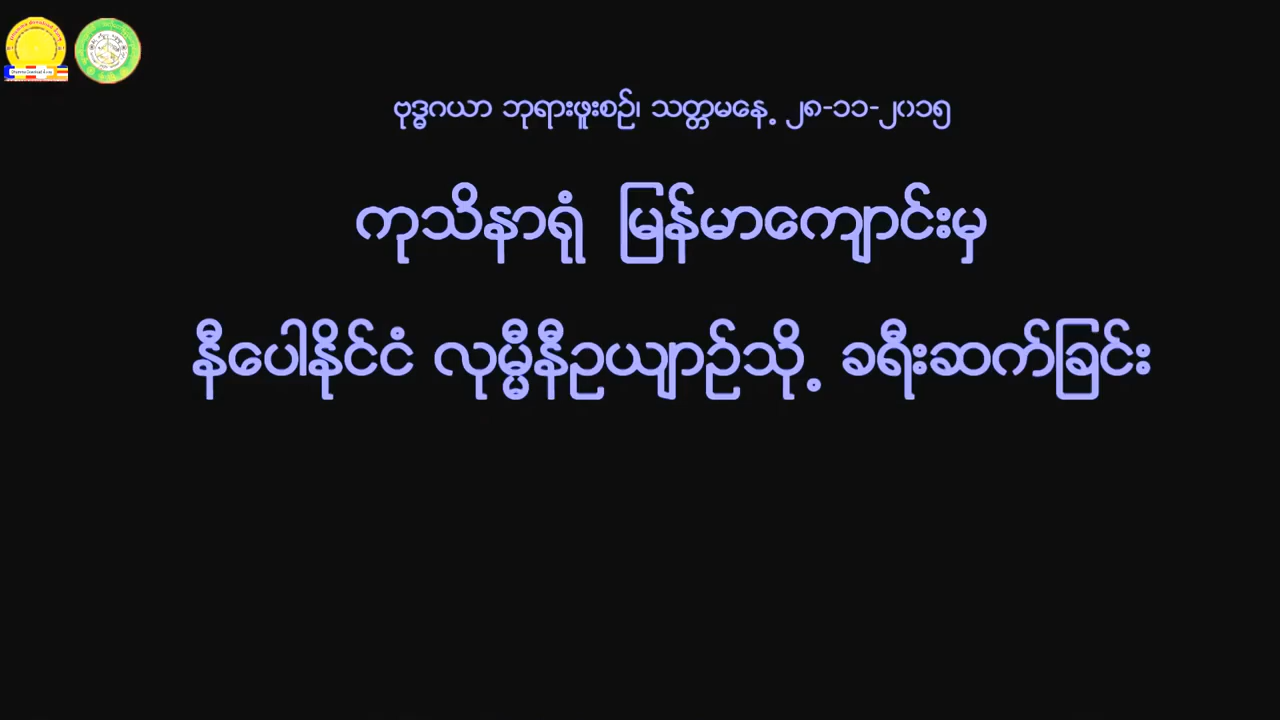 ဗုဒ္ဓဂယာ ဘုရားဖူးစဉ်၊ သတ္တမနေ့ ၂၈-၁၁-၂၀၁၅
ကုသိနာရုံ မြန်မာကျောင်းမှ
နီပေါနိုင်ငံ လုမ္ဗီနီဥယျာဉ်သို့ ခရီးဆက်ခြင်း